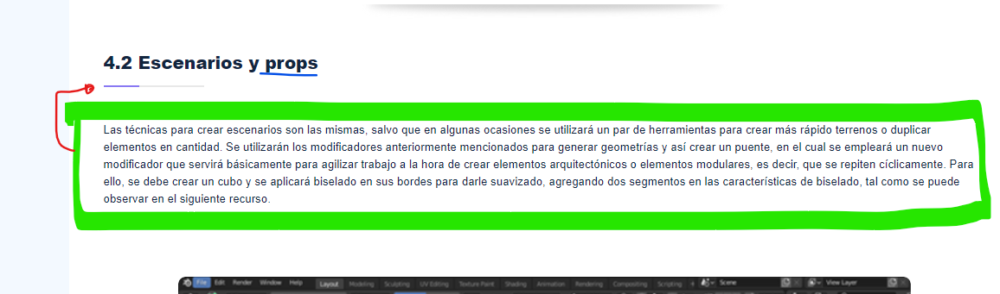 4.2 Escenarios y props
Las técnicas para crear escenarios son las mismas, salvo que en algunas ocasiones se utilizará un par de herramientas para crear más rápido terrenos o duplicar
elementos en cantidad. Se utilizarán los modificadores anteriormente mencionados para generar geometrías y así crear un puente, en el cual se empleará un nuevo
modificador que servirá básicamente para agilizar trabajo a la hora de crear elementos arquitectónicos o elementos modulares, es decir, que se repiten cíclicamente. Para
ello, se debe crear un cubo y se aplicará biselado en sus bordes para darle suavizado, agregando dos segmentos en las características de biselado, tal como se puede
observar en el siguiente recurso.
File Edit Render Window Help Layout Modeling Sculpting UV Editing Texture Paint Shading Animation Rendering Compositing Scripting + Scene View Layer